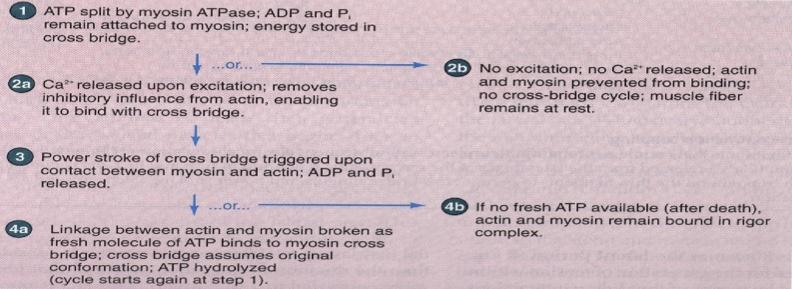 1 ATP split by myosin ATPase; ADP and Pᵢ
remain attached to myosin; energy stored in
cross bridge.
...or...
2a Ca²⁺ released upon excitation; removes
inhibitory influence from actin, enabling
it to bind with cross bridge.
2b No excitation; no Ca²⁺ released; actin
and myosin prevented from binding;
no cross-bridge cycle; muscle fiber
remains at rest.
3 Power stroke of cross bridge triggered upon
contact between myosin and actin; ADP and Pᵢ
released.
...or...
4a Linkage between actin and myosin broken as
fresh molecule of ATP binds to myosin cross
bridge; cross bridge assumes original
conformation; ATP hydrolyzed
(cycle starts again at step 1).
4b If no fresh ATP available (after death),
actin and myosin remain bound in rigor
complex.